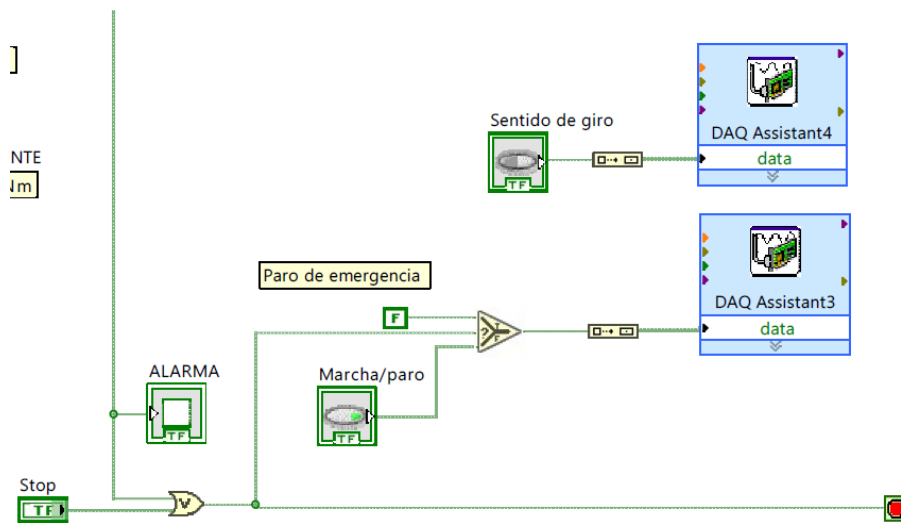 Sentido de giro
TF
DAQ Assistant4
data
NTE
Nm
Paro de emergencia
F
?
T
F
DAQ Assistant3
data
ALARMA
TF
Marcha/paro
TF
Stop
TF
V